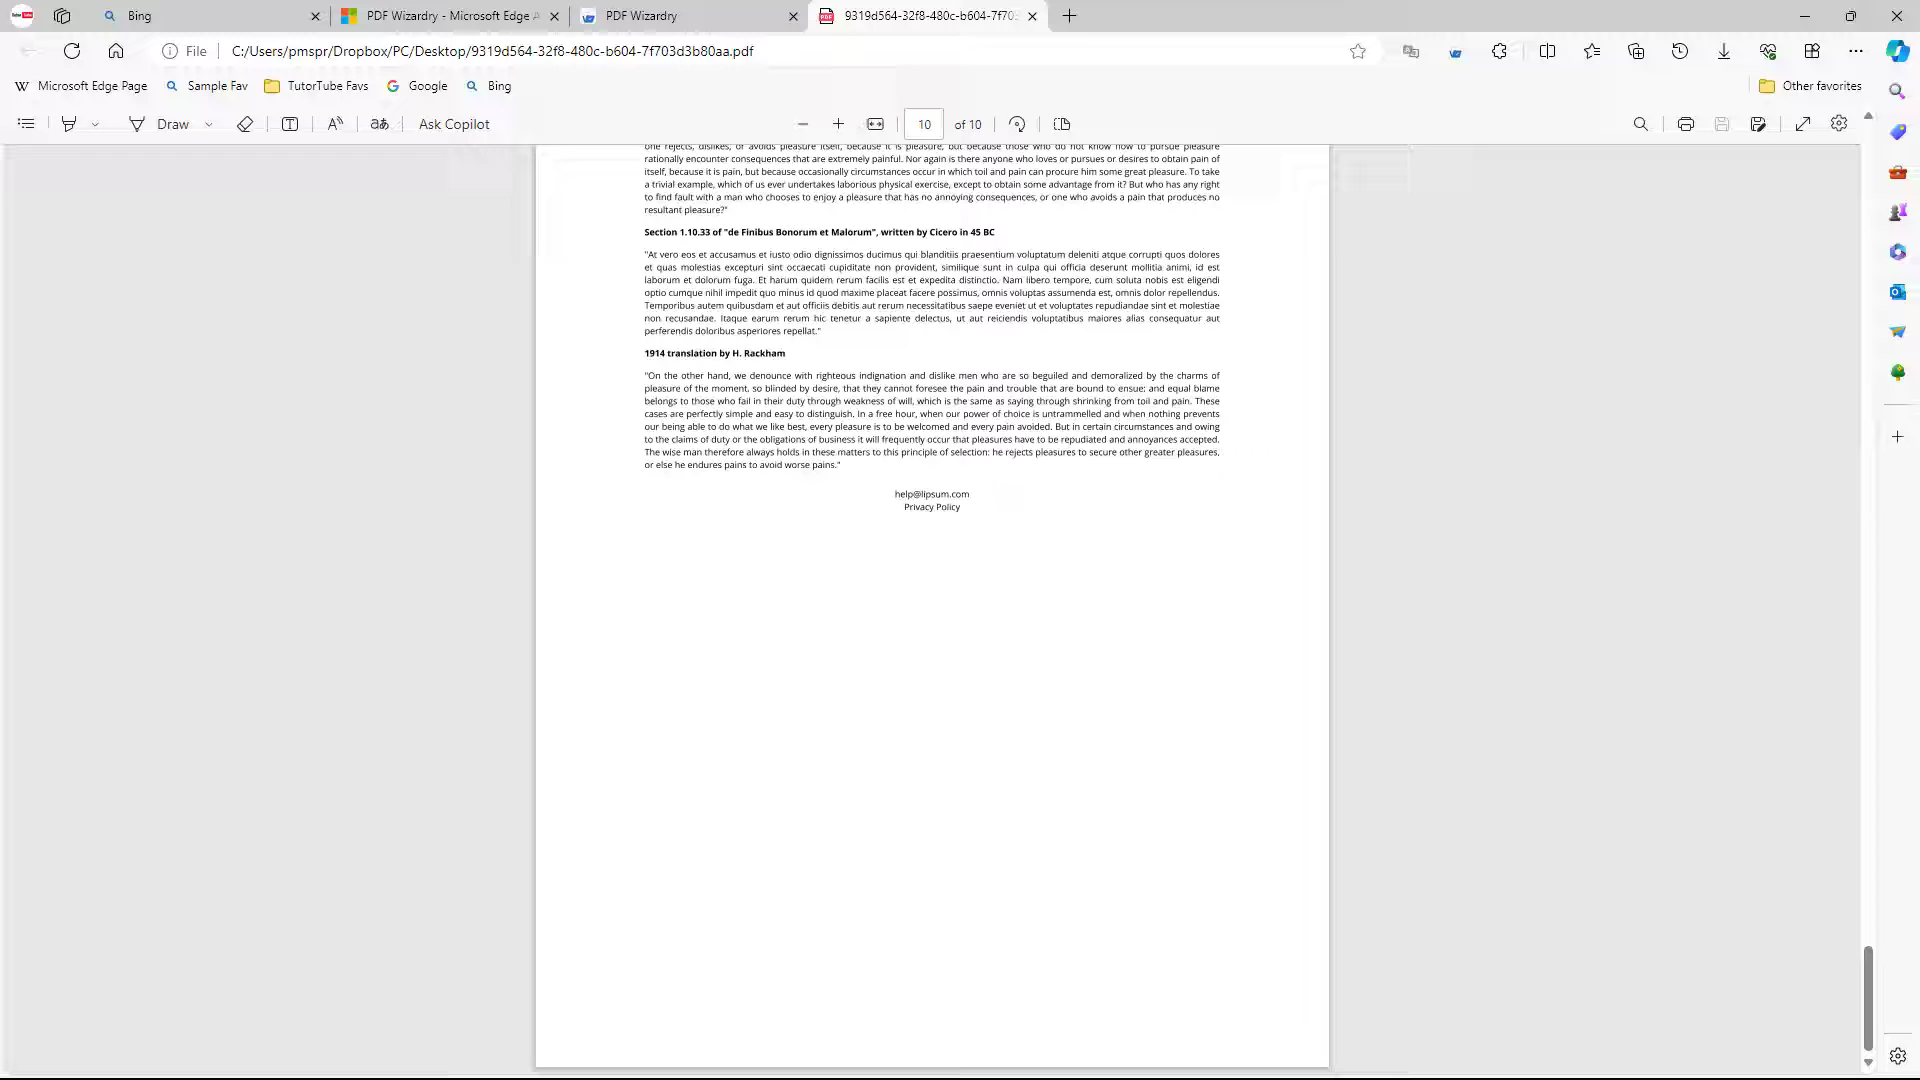 Bing
PDF Wizardry - Microsoft Edge
PDF Wizardry
9319d564-32f8-480c-b604-7f703
File
C:/Users/pmspr/Dropbox/PC/Desktop/9319d564-32f8-480c-b604-7f703d3b80aa.pdf
Microsoft Edge Page
Sample Fav
TutorTube Favs
Google
Bing
Other favorites
Draw
Ask Copilot
10 of 10
one rejects, dislikes, or avoids pleasure itself, because it is pleasure, but because those who do not know how to pursue pleasure
rationally encounter consequences that are extremely painful. Nor again is there anyone who loves or pursues or desires to obtain pain of
itself, because it is pain, but because occasionally circumstances occur in which toil and pain can procure him some great pleasure. To take
a trivial example, which of us ever undertakes laborious physical exercise, except to obtain some advantage from it? But who has any right
to find fault with a man who chooses to enjoy a pleasure that has no annoying consequences, or one who avoids a pain that produces no
resultant pleasure?"
Section 1.10.33 of "de Finibus Bonorum et Malorum", written by Cicero in 45 BC
"At vero eos et accusamus et iusto odio dignissimos ducimus qui blanditiis praesentium voluptatum deleniti atque corrupti quos dolores
et quas molestias excepturi sint occaecati cupiditate non provident, similique sunt in culpa qui officia deserunt mollitia animi, id est
laborum et dolorum fuga. Et harum quidem rerum facilis est et expedita distinctio. Nam libero tempore, cum soluta nobis est eligendi
optio cumque nihil impedit quo minus id quod maxime placeat facere possimus, omnis voluptas assumenda est, omnis dolor repellendus.
Temporibus autem quibusdam et aut officiis debitis aut rerum necessitatibus saepe eveniet ut et voluptates repudiandae sint et molestiae
non recusandae. Itaque earum rerum hic tenetur a sapiente delectus, ut aut reiciendis voluptatibus maiores alias consequatur aut
perferendis doloribus asperiores repellat."
1914 translation by H. Rackham
"On the other hand, we denounce with righteous indignation and dislike men who are so beguiled and demoralized by the charms of
pleasure of the moment, so blinded by desire, that they cannot foresee the pain and trouble that are bound to ensue; and equal blame
belongs to those who fail in their duty through weakness of will, which is the same as saying through shrinking from toil and pain. These
cases are perfectly simple and easy to distinguish. In a free hour, when our power of choice is untrammelled and when nothing prevents
our being able to do what we like best, every pleasure is to be welcomed and every pain avoided. But in certain circumstances and owing
to the claims of duty or the obligations of business it will frequently occur that pleasures have to be repudiated and annoyances accepted.
The wise man therefore always holds in these matters to this principle of selection: he rejects pleasures to secure other greater pleasures,
or else he endures pains to avoid worse pains."
help@lipsum.com
Privacy Policy